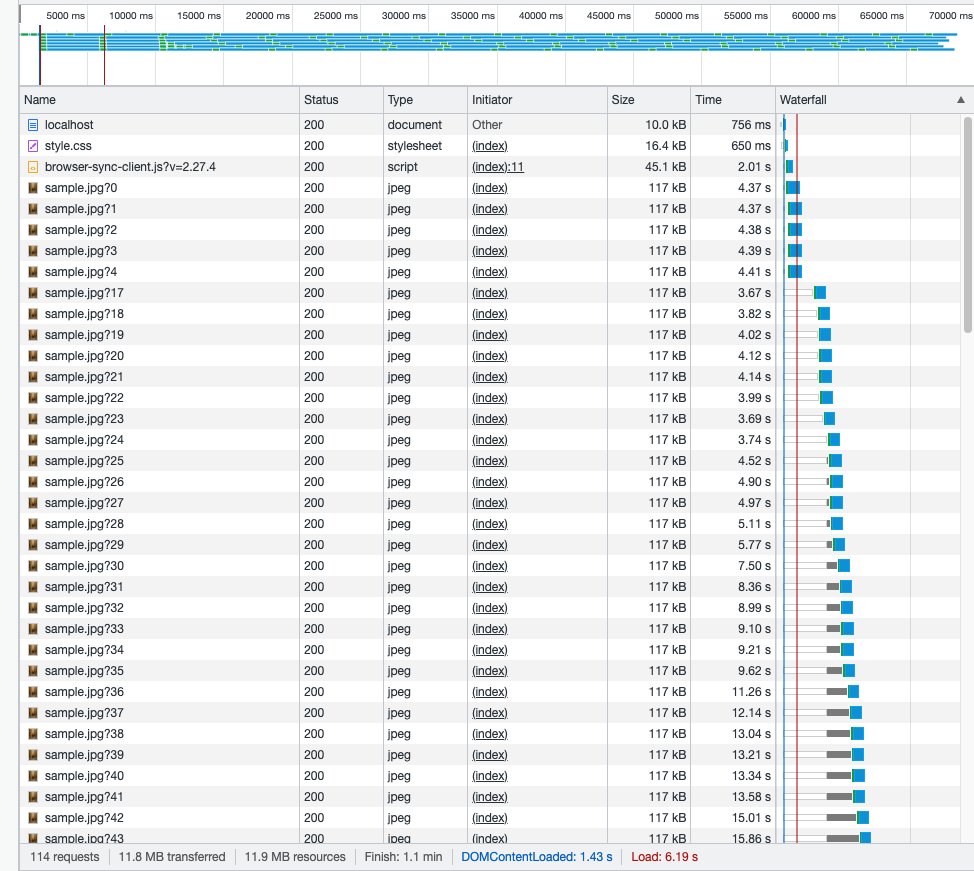 5000 ms 10000 ms 15000 ms 20000 ms 25000 ms 30000 ms 35000 ms 40000 ms 45000 ms 50000 ms 55000 ms 60000 ms 65000 ms 70000 ms
Name Status Type Initiator Size Time Waterfall ▲
localhost 200 document Other 10.0 kB 756 ms
style.css 200 stylesheet (index) 16.4 kB 650 ms
browser-sync-client.js?v=2.27.4 200 script (index):11 45.1 kB 2.01 s
sample.jpg?0 200 jpeg (index) 117 kB 4.37 s
sample.jpg?1 200 jpeg (index) 117 kB 4.37 s
sample.jpg?2 200 jpeg (index) 117 kB 4.38 s
sample.jpg?3 200 jpeg (index) 117 kB 4.39 s
sample.jpg?4 200 jpeg (index) 117 kB 4.41 s
sample.jpg?17 200 jpeg (index) 117 kB 3.67 s
sample.jpg?18 200 jpeg (index) 117 kB 3.82 s
sample.jpg?19 200 jpeg (index) 117 kB 4.02 s
sample.jpg?20 200 jpeg (index) 117 kB 4.12 s
sample.jpg?21 200 jpeg (index) 117 kB 4.14 s
sample.jpg?22 200 jpeg (index) 117 kB 3.99 s
sample.jpg?23 200 jpeg (index) 117 kB 3.69 s
sample.jpg?24 200 jpeg (index) 117 kB 3.74 s
sample.jpg?25 200 jpeg (index) 117 kB 4.52 s
sample.jpg?26 200 jpeg (index) 117 kB 4.90 s
sample.jpg?27 200 jpeg (index) 117 kB 4.97 s
sample.jpg?28 200 jpeg (index) 117 kB 5.11 s
sample.jpg?29 200 jpeg (index) 117 kB 5.77 s
sample.jpg?30 200 jpeg (index) 117 kB 7.50 s
sample.jpg?31 200 jpeg (index) 117 kB 8.36 s
sample.jpg?32 200 jpeg (index) 117 kB 8.99 s
sample.jpg?33 200 jpeg (index) 117 kB 9.10 s
sample.jpg?34 200 jpeg (index) 117 kB 9.21 s
sample.jpg?35 200 jpeg (index) 117 kB 9.62 s
sample.jpg?36 200 jpeg (index) 117 kB 11.26 s
sample.jpg?37 200 jpeg (index) 117 kB 12.14 s
sample.jpg?38 200 jpeg (index) 117 kB 13.04 s
sample.jpg?39 200 jpeg (index) 117 kB 13.21 s
sample.jpg?40 200 jpeg (index) 117 kB 13.34 s
sample.jpg?41 200 jpeg (index) 117 kB 13.58 s
sample.jpg?42 200 jpeg (index) 117 kB 15.01 s
sample.jpg?43 200 jpeg (index) 117 kB 15.86 s
114 requests 11.8 MB transferred 11.9 MB resources Finish: 1.1 min DOMContentLoaded: 1.43 s Load: 6.19 s